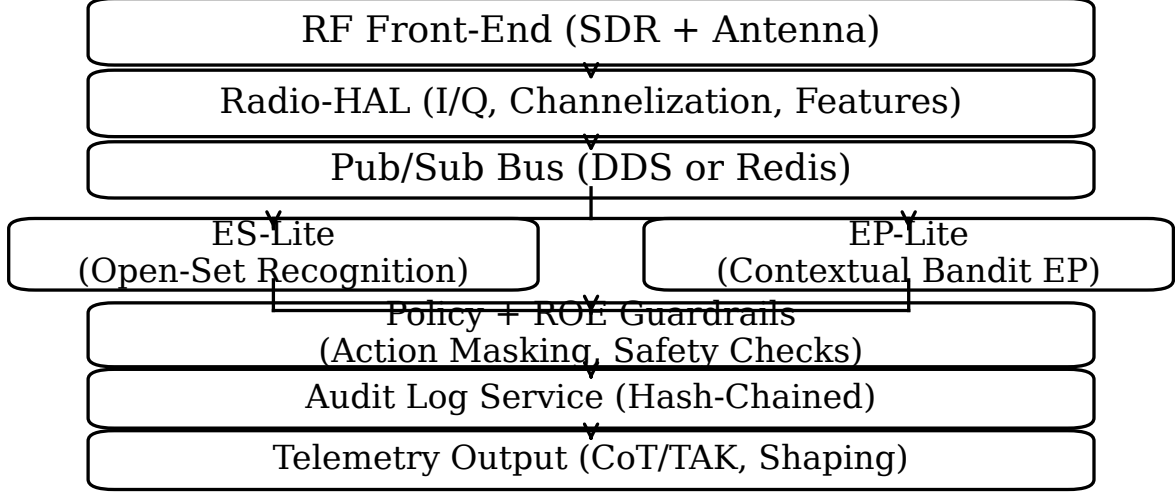 RF Front-End (SDR + Antenna)
Radio-HAL (I/Q, Channelization, Features)
Pub/Sub Bus (DDS or Redis)
ES-Lite
(Open-Set Recognition)
EP-Lite
(Contextual Bandit EP)
Policy + ROE Guardrails
(Action Masking, Safety Checks)
Audit Log Service (Hash-Chained)
Telemetry Output (CoT/TAK, Shaping)